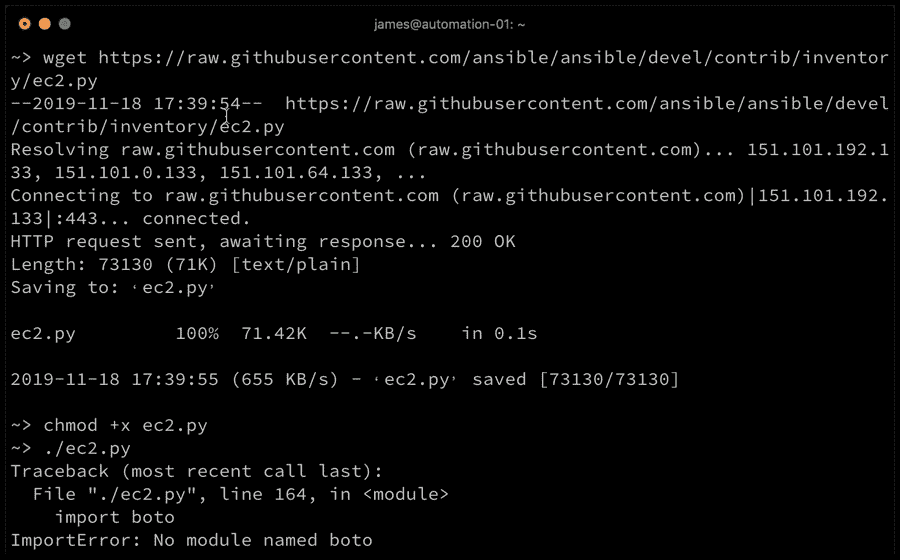 james@automation-01: ~
~> wget https://raw.githubusercontent.com/ansible/ansible/devel/contrib/inventor
y/ec2.py
--2019-11-18 17:39:54--  https://raw.githubusercontent.com/ansible/ansible/devel
/contrib/inventory/ec2.py
Resolving raw.githubusercontent.com (raw.githubusercontent.com)... 151.101.192.1
33, 151.101.0.133, 151.101.64.133, ...
Connecting to raw.githubusercontent.com (raw.githubusercontent.com)|151.101.192.
133|:443... connected.
HTTP request sent, awaiting response... 200 OK
Length: 73130 (71K) [text/plain]
Saving to: ‘ec2.py’
ec2.py         100%  71.42K  --.-KB/s    in 0.1s
2019-11-18 17:39:55 (655 KB/s) - ‘ec2.py’ saved [73130/73130]
~> chmod +x ec2.py
~> ./ec2.py
Traceback (most recent call last):
  File "./ec2.py", line 164, in <module>
    import boto
ImportError: No module named boto